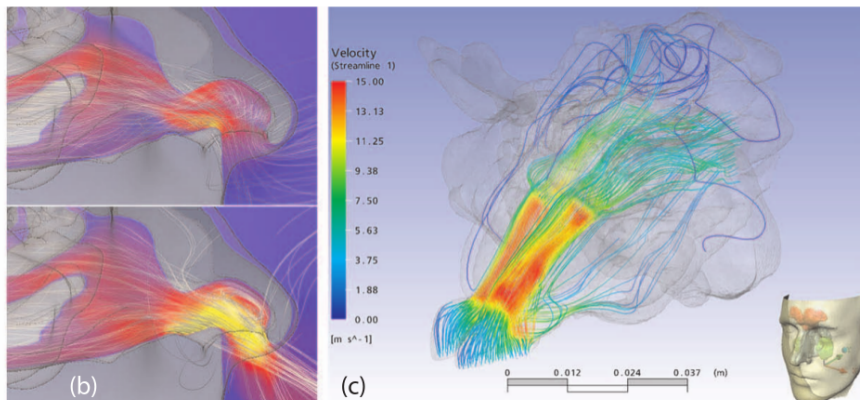 (b)
(c)
Velocity
(Streamline 1)
15.00
13.13
11.25
9.38
7.50
5.63
3.75
1.88
0.00
[m s^-1]
0 0.012 0.024 0.037 (m)